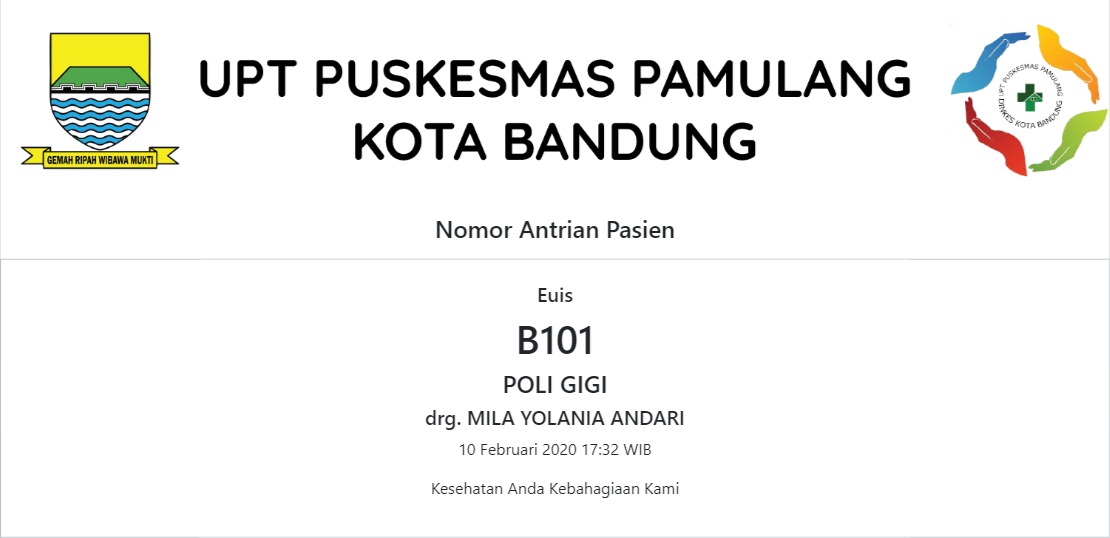 UPT PUSKESMAS PAMULANG
KOTA BANDUNG
GEMAH RIPAH WIBAWA MUKTI
UPT PUSKESMAS PAMULANG
DINKES KOTA BANDUNG
Nomor Antrian Pasien
Euis
B101
POLI GIGI
drg. MILA YOLANIA ANDARI
10 Februari 2020 17:32 WIB
Kesehatan Anda Kebahagiaan Kami